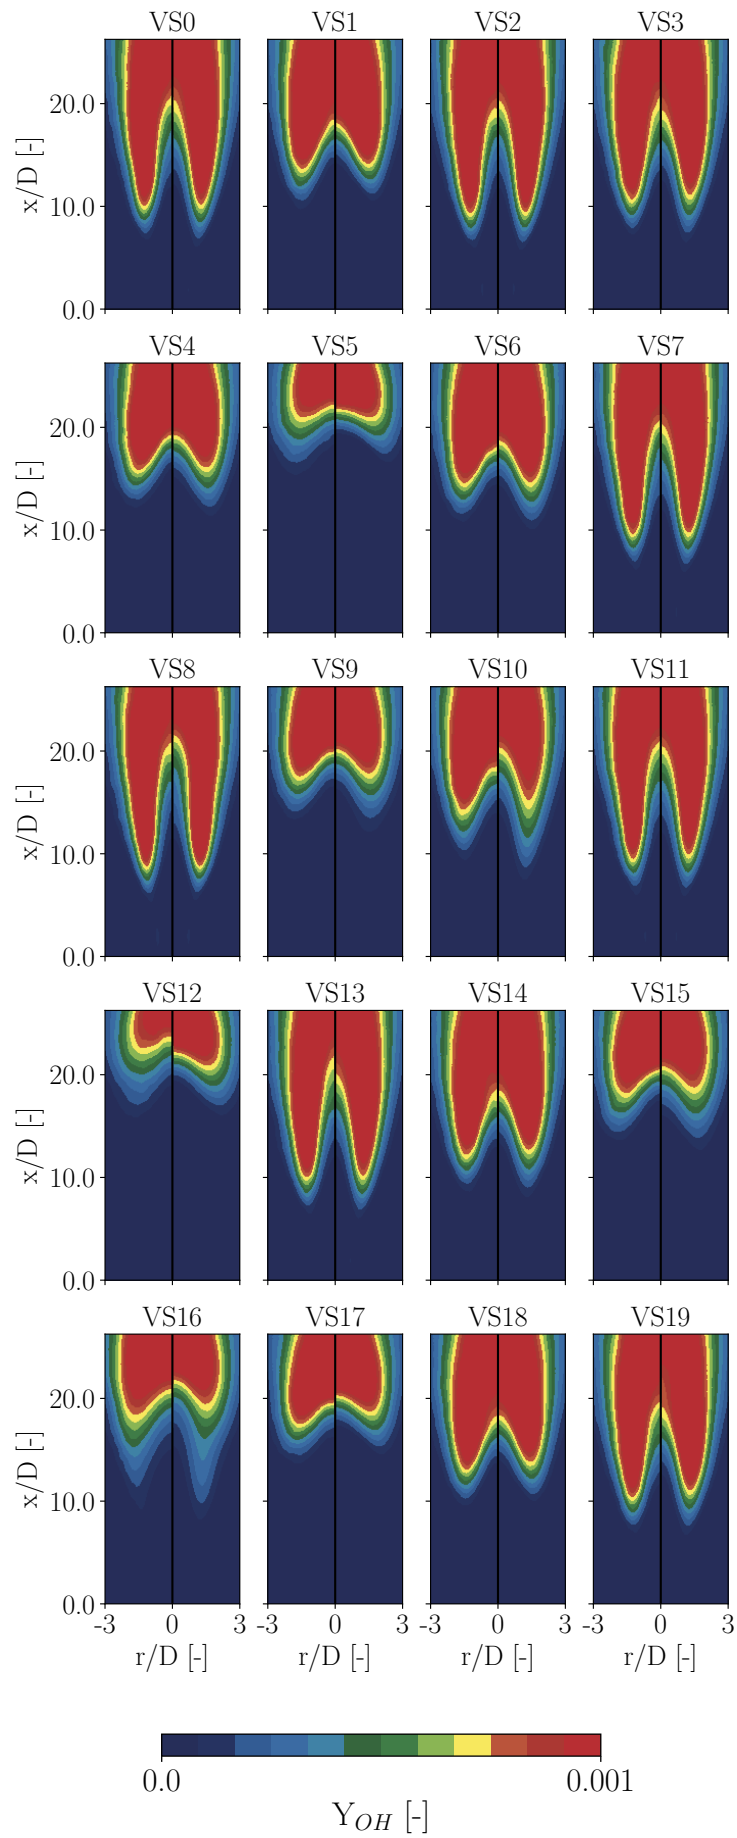 VS0 VS1 VS2 VS3
20.0
x/D [-]
10.0
0.0
VS4 VS5 VS6 VS7
20.0
x/D [-]
10.0
0.0
VS8 VS9 VS10 VS11
20.0
x/D [-]
10.0
0.0
VS12 VS13 VS14 VS15
20.0
x/D [-]
10.0
0.0
VS16 VS17 VS18 VS19
20.0
x/D [-]
10.0
0.0
-3 0 3 -3 0 3 -3 0 3 -3 0 3
r/D [-] r/D [-] r/D [-] r/D [-]
0.0 0.001
Y_{OH} [-]